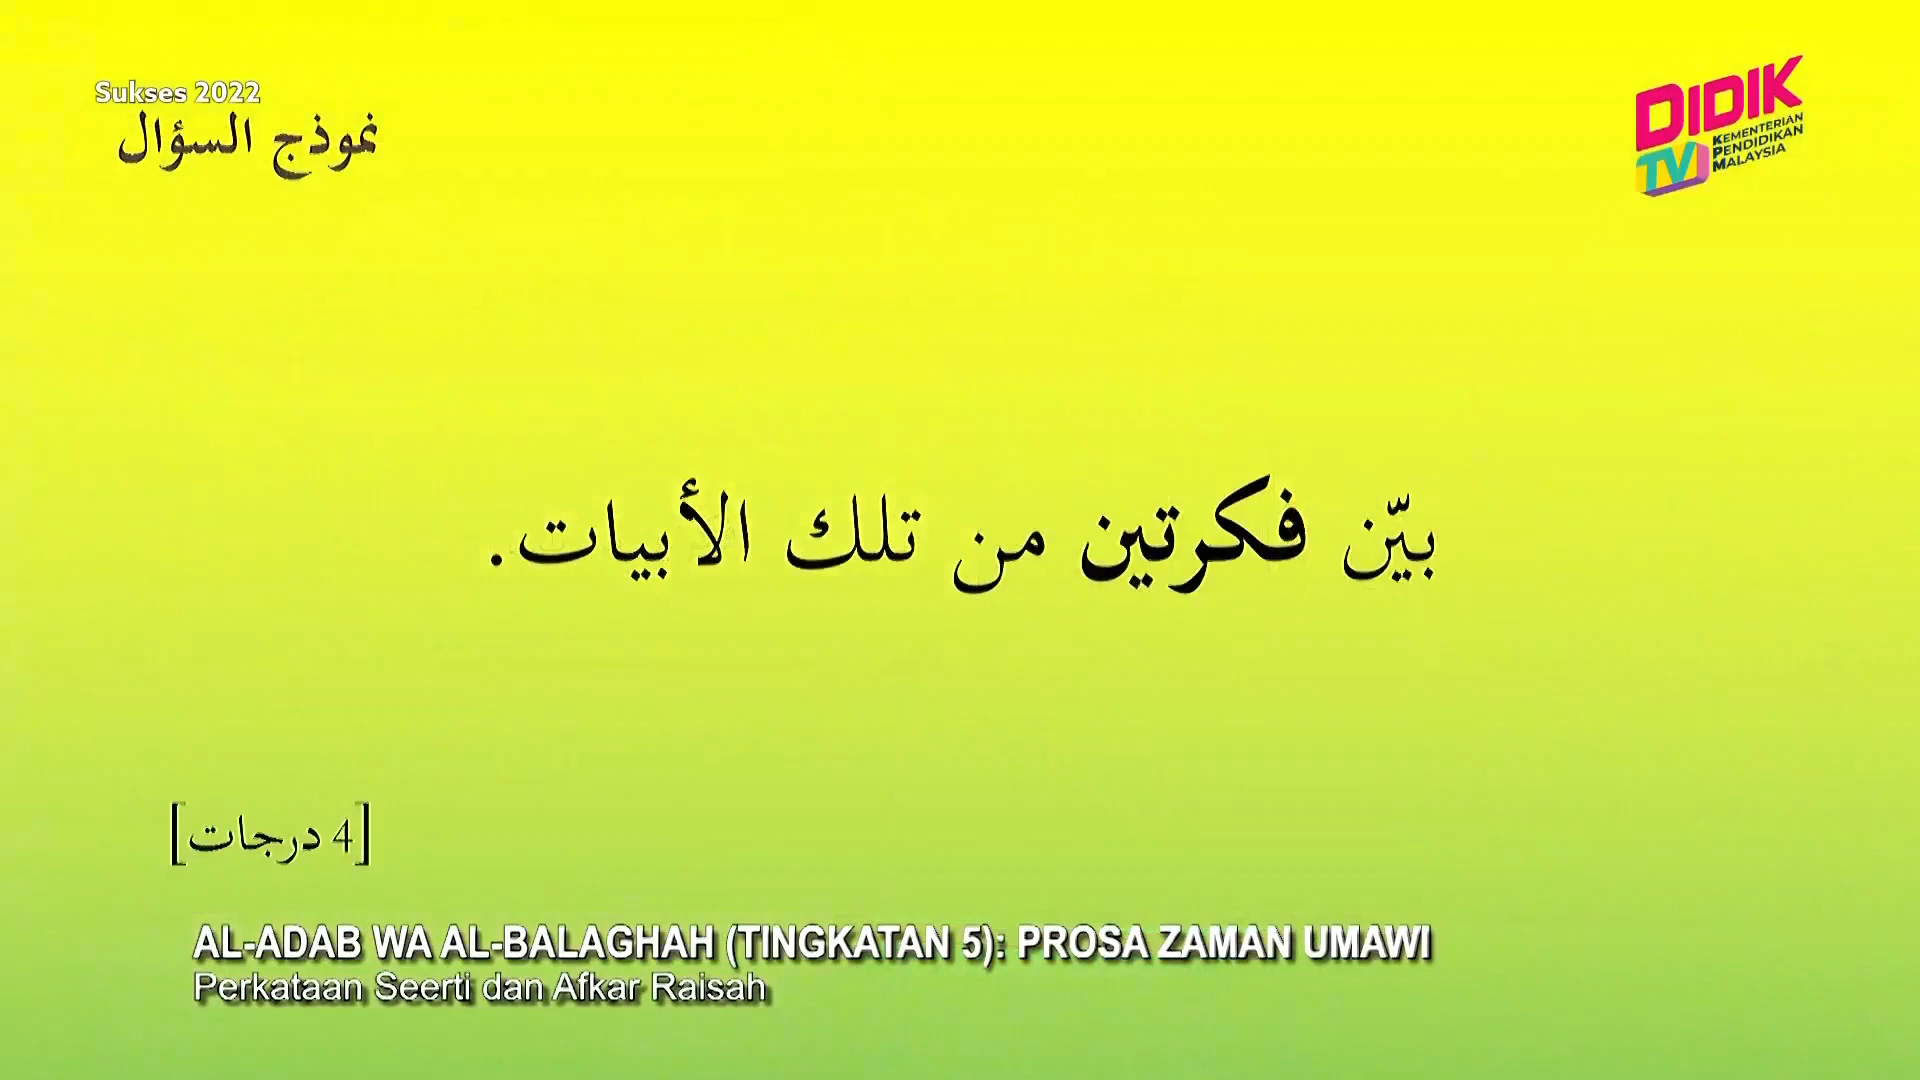 Sukses 2022
نموذج السؤال
DIDIK
TV
KEMENTERIAN
PENDIDIKAN
MALAYSIA
بيّن فكرتين من تلك الأبيات.
[4 درجات]
AL-ADAB WA AL-BALAGHAH (TINGKATAN 5): PROSA ZAMAN UMAWI
Perkataan Seerti dan Afkar Raisah